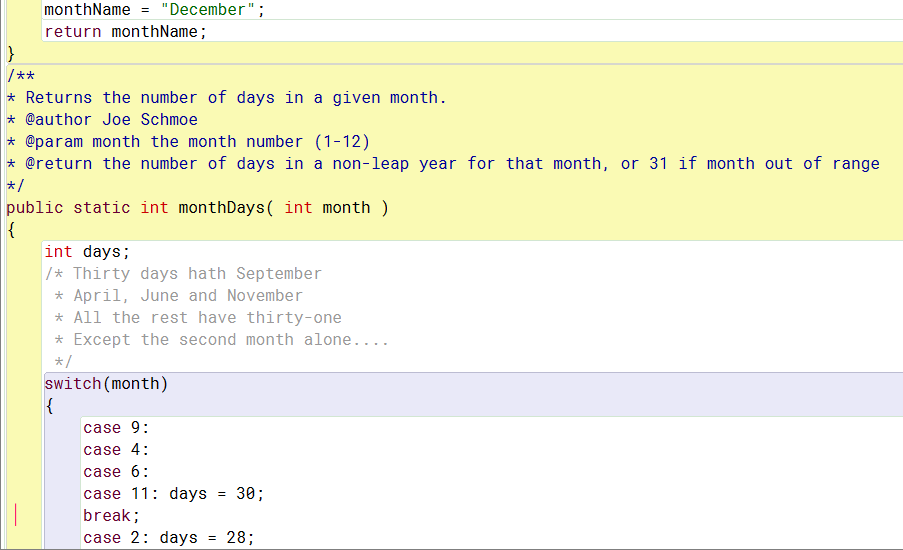 monthName = "December";
return monthName;
}
/**
* Returns the number of days in a given month.
* @author Joe Schmoe
* @param month the month number (1-12)
* @return the number of days in a non-leap year for that month, or 31 if month out of range
*/
public static int monthDays( int month )
{
int days;
/* Thirty days hath September
* April, June and November
* All the rest have thirty-one
* Except the second month alone....
*/
switch(month)
{
case 9:
case 4:
case 6:
case 11: days = 30;
break;
case 2: days = 28;